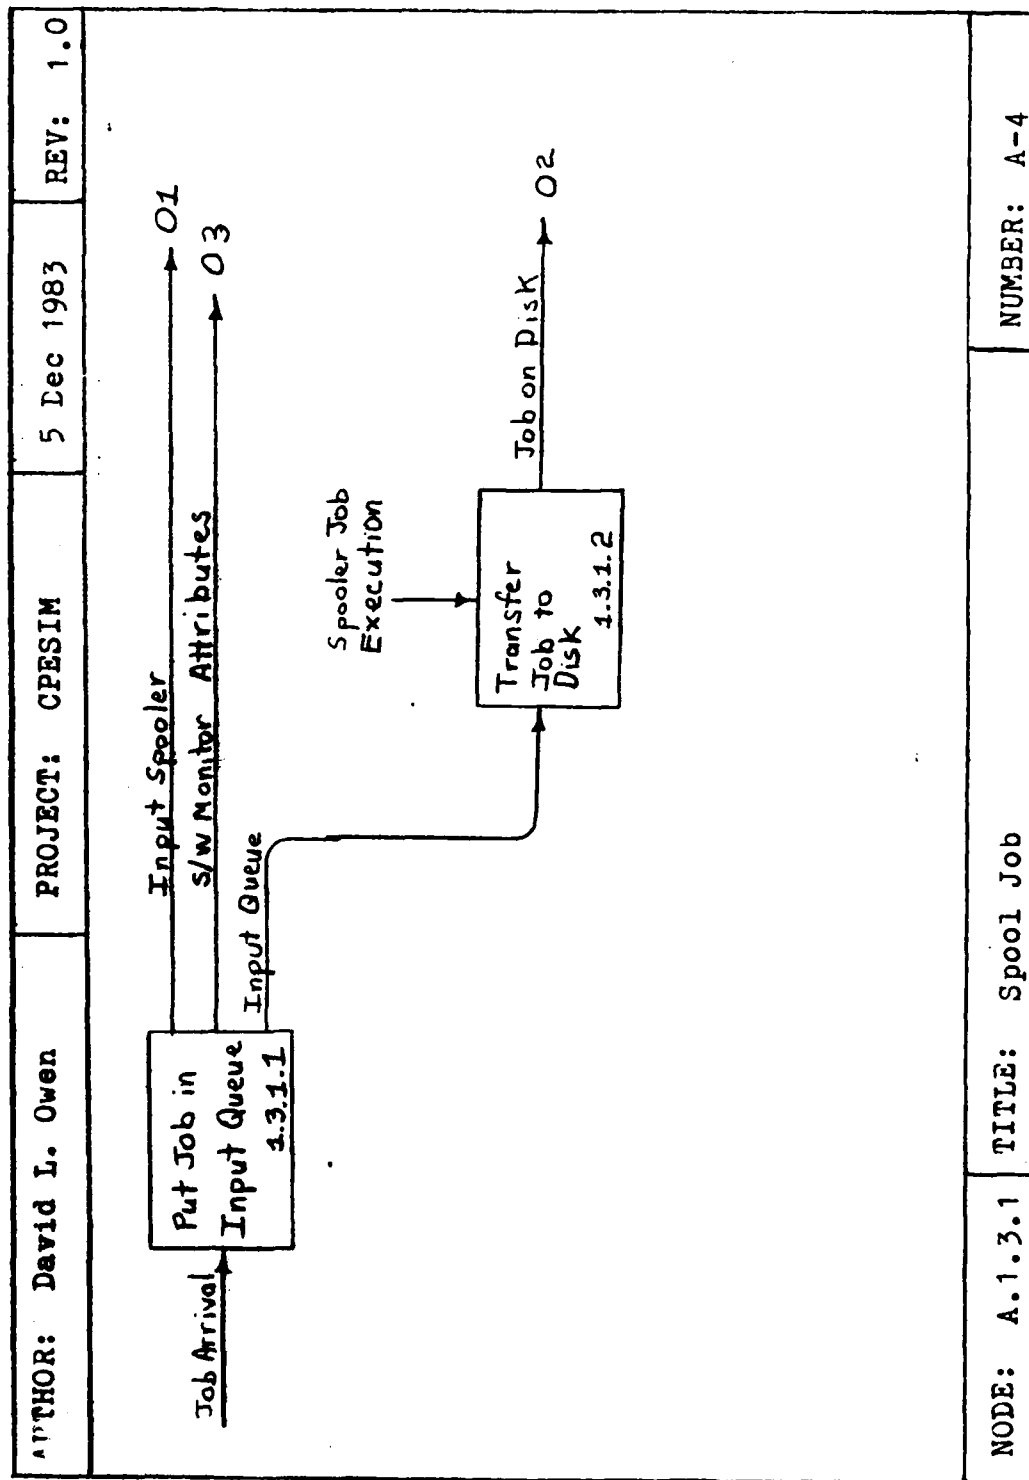 AUTHOR: David L. Owen
PROJECT: CPESIM
5 Dec 1983
REV: 1.0
Job Arrival
Put Job in
Input Queue
1.3.1.1
Input Spooler
O1
s/w Monitor Attributes
O3
Input Queue
Spooler Job
Execution
Transfer
Job to
Disk
1.3.1.2
Job on Disk
O2
NODE: A.1.3.1
TITLE: Spool Job
NUMBER: A-4